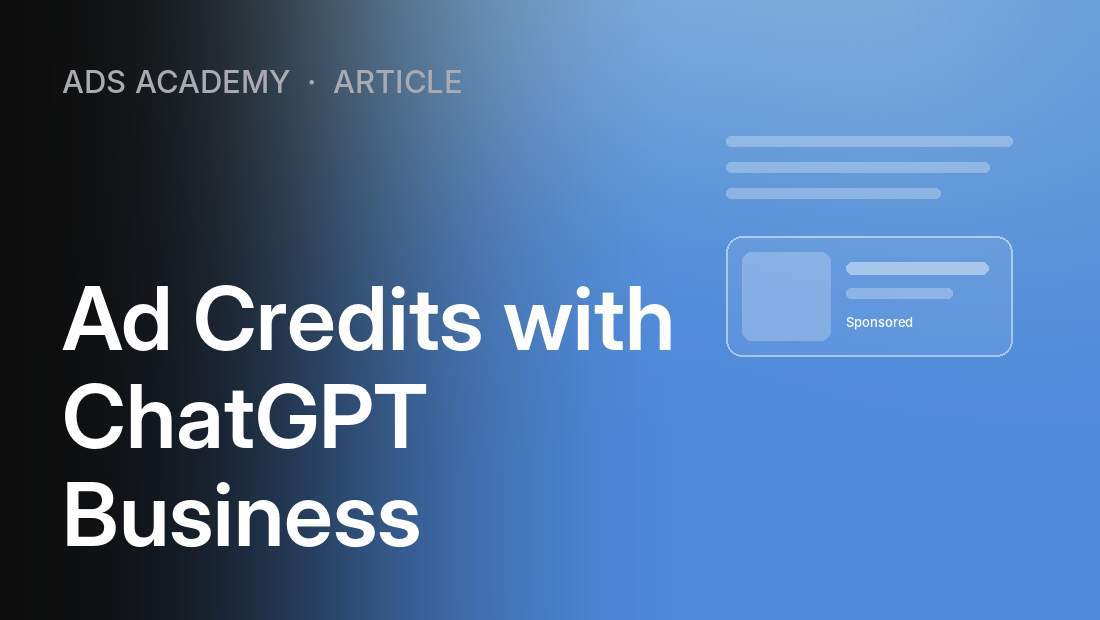 ADS ACADEMY · ARTICLE
Ad Credits with
ChatGPT
Business
Sponsored